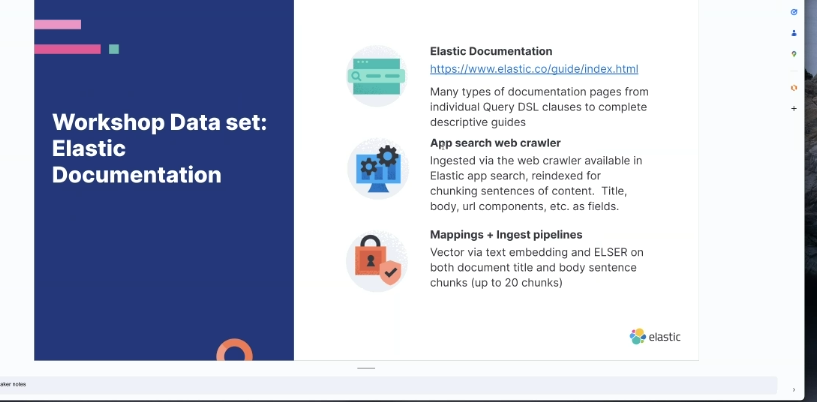 Workshop Data set:
Elastic
Documentation
Elastic Documentation
https://www.elastic.co/guide/index.html
Many types of documentation pages from
individual Query DSL clauses to complete
descriptive guides
App search web crawler
Ingested via the web crawler available in
Elastic app search, reindexed for
chunking sentences of content. Title,
body, url components, etc. as fields.
Mappings + Ingest pipelines
Vector via text embedding and ELSER on
both document title and body sentence
chunks (up to 20 chunks)
elastic
aker notes